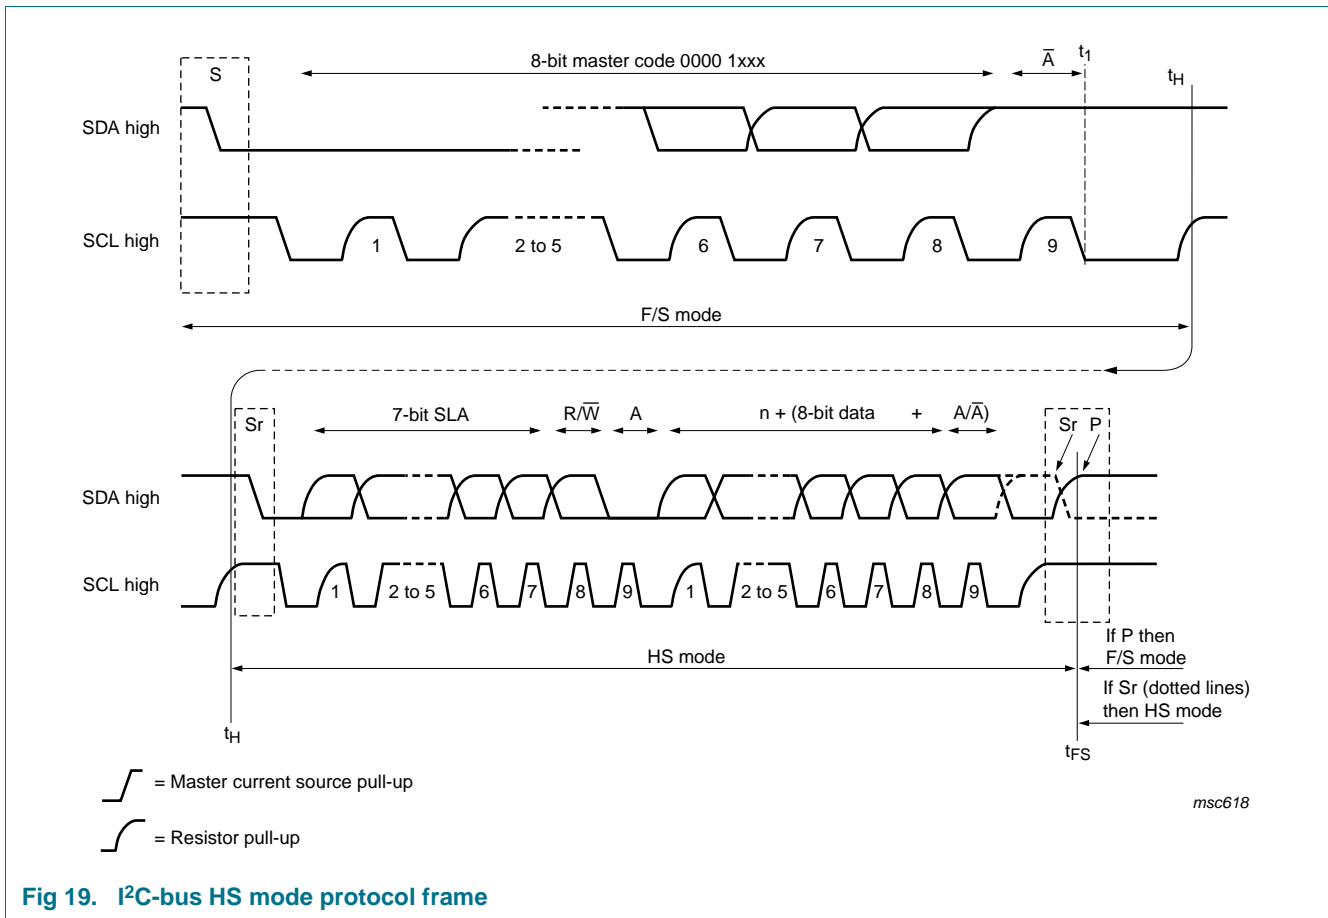 S
8-bit master code 0000 1xxx
A̅
t1
tH
SDA high
SCL high
1
2 to 5
6
7
8
9
F/S mode
Sr
7-bit SLA
R/W̅
A
n + (8-bit data + A/A̅)
Sr P
SDA high
SCL high
1
2 to 5
6
7
8
9
1
2 to 5
6
7
8
9
HS mode
If P then
F/S mode
If Sr (dotted lines)
then HS mode
tH
tFS
= Master current source pull-up
= Resistor pull-up
msc618
Fig 19. I²C-bus HS mode protocol frame